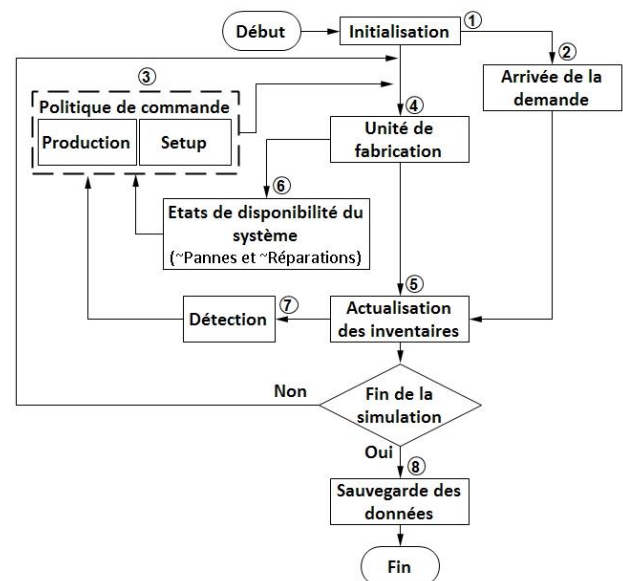 Début
Initialisation
①
②
Arrivée de la
demande
③
Politique de commande
Production
Setup
④
Unité de
fabrication
⑥
Etats de disponibilité du
système
(~Pannes et ~Réparations)
⑤
Actualisation
des inventaires
⑦
Détection
Non
Fin de la
simulation
Oui
⑧
Sauvegarde des
données
Fin